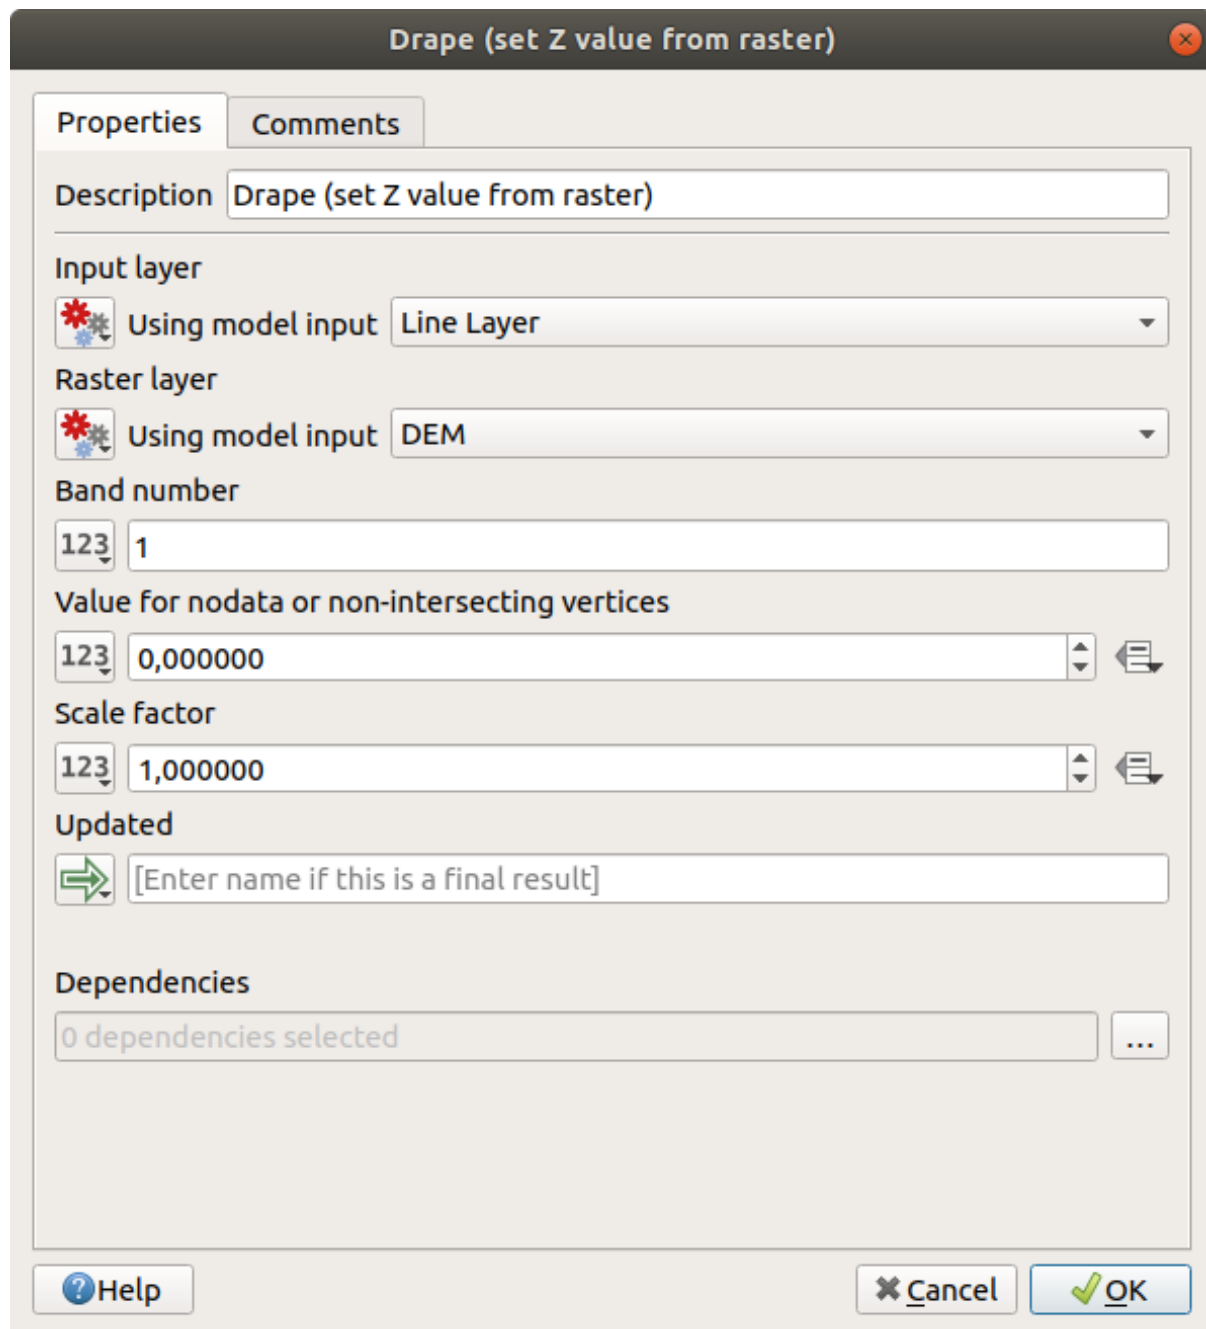 Drape (set Z value from raster)
Properties
Comments
Description Drape (set Z value from raster)
Input layer
Using model input Line Layer
Raster layer
Using model input DEM
Band number
123 1
Value for nodata or non-intersecting vertices
123 0,000000
Scale factor
123 1,000000
Updated
[Enter name if this is a final result]
Dependencies
0 dependencies selected ...
Help Cancel OK